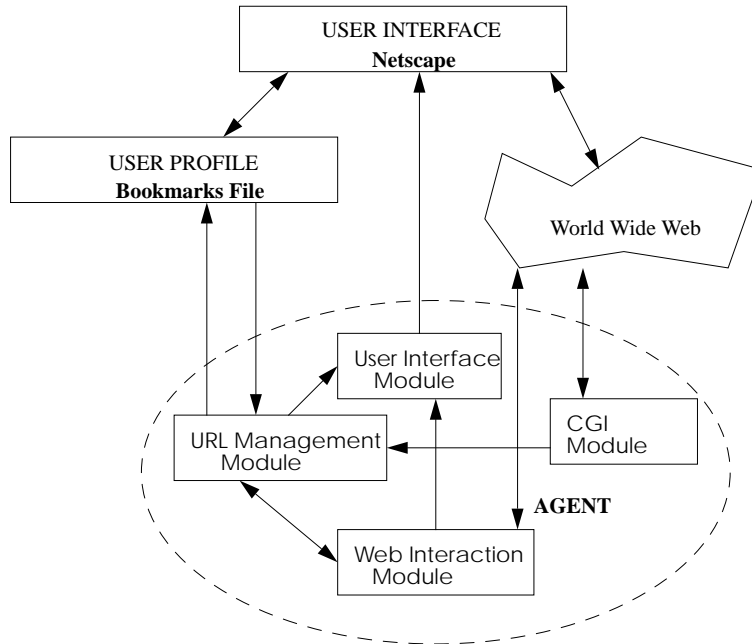 USER INTERFACE
Netscape
USER PROFILE
Bookmarks File
World Wide Web
User Interface
Module
URL Management
Module
CGI
Module
AGENT
Web Interaction
Module